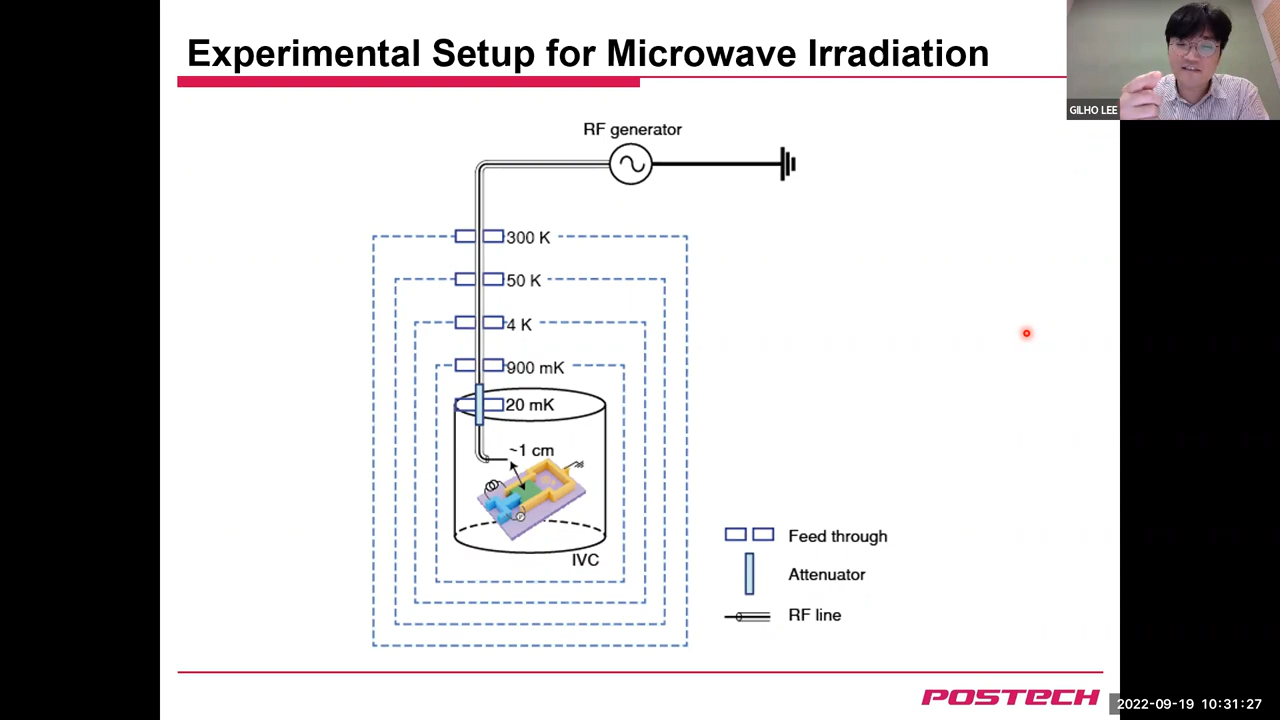 Experimental Setup for Microwave Irradiation
GILHO LEE
RF generator
300 K
50 K
4 K
900 mK
20 mK
~1 cm
IVC
Feed through
Attenuator
RF line
POSTECH
2022-09-19 10:31:27